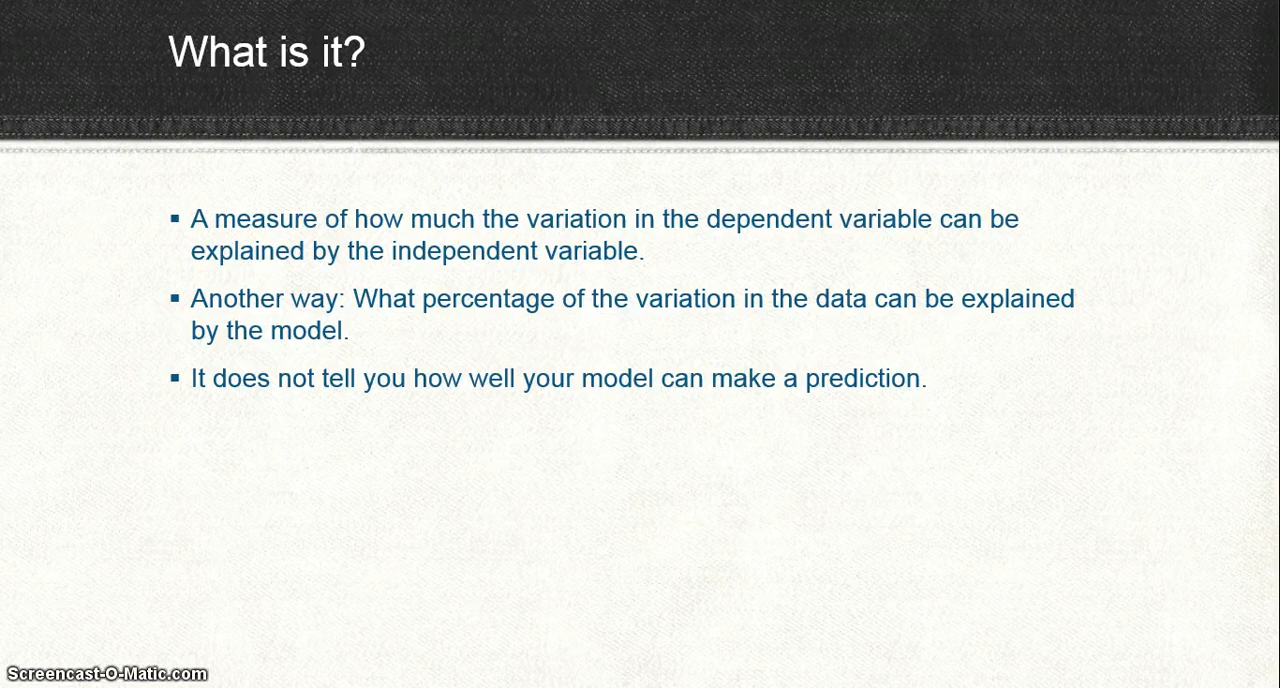 What is it?
▪ A measure of how much the variation in the dependent variable can be
explained by the independent variable.
▪ Another way: What percentage of the variation in the data can be explained
by the model.
▪ It does not tell you how well your model can make a prediction.
Screencast-O-Matic.com